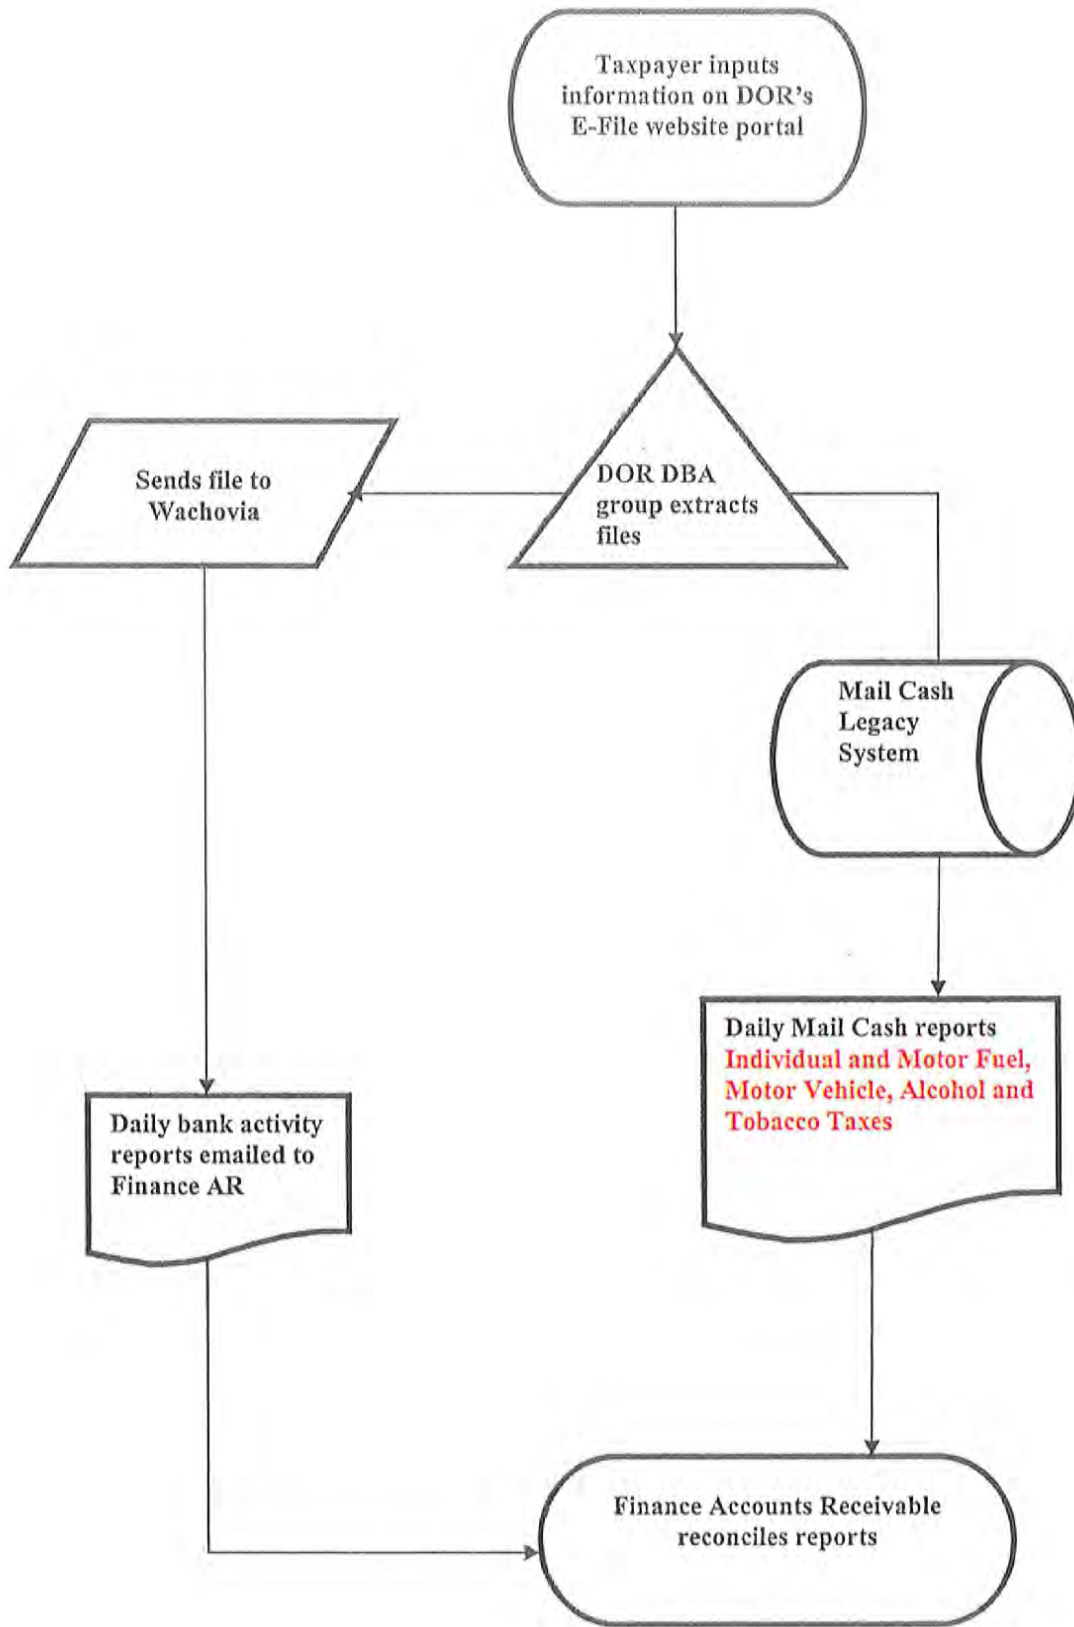 Taxpayer inputs
information on DOR's
E-File website portal
Sends file to
Wachovia
DOR DBA
group extracts
files
Mail Cash
Legacy
System
Daily Mail Cash reports
Individual and Motor Fuel,
Motor Vehicle, Alcohol and
Tobacco Taxes
Daily bank activity
reports emailed to
Finance AR
Finance Accounts Receivable
reconciles reports